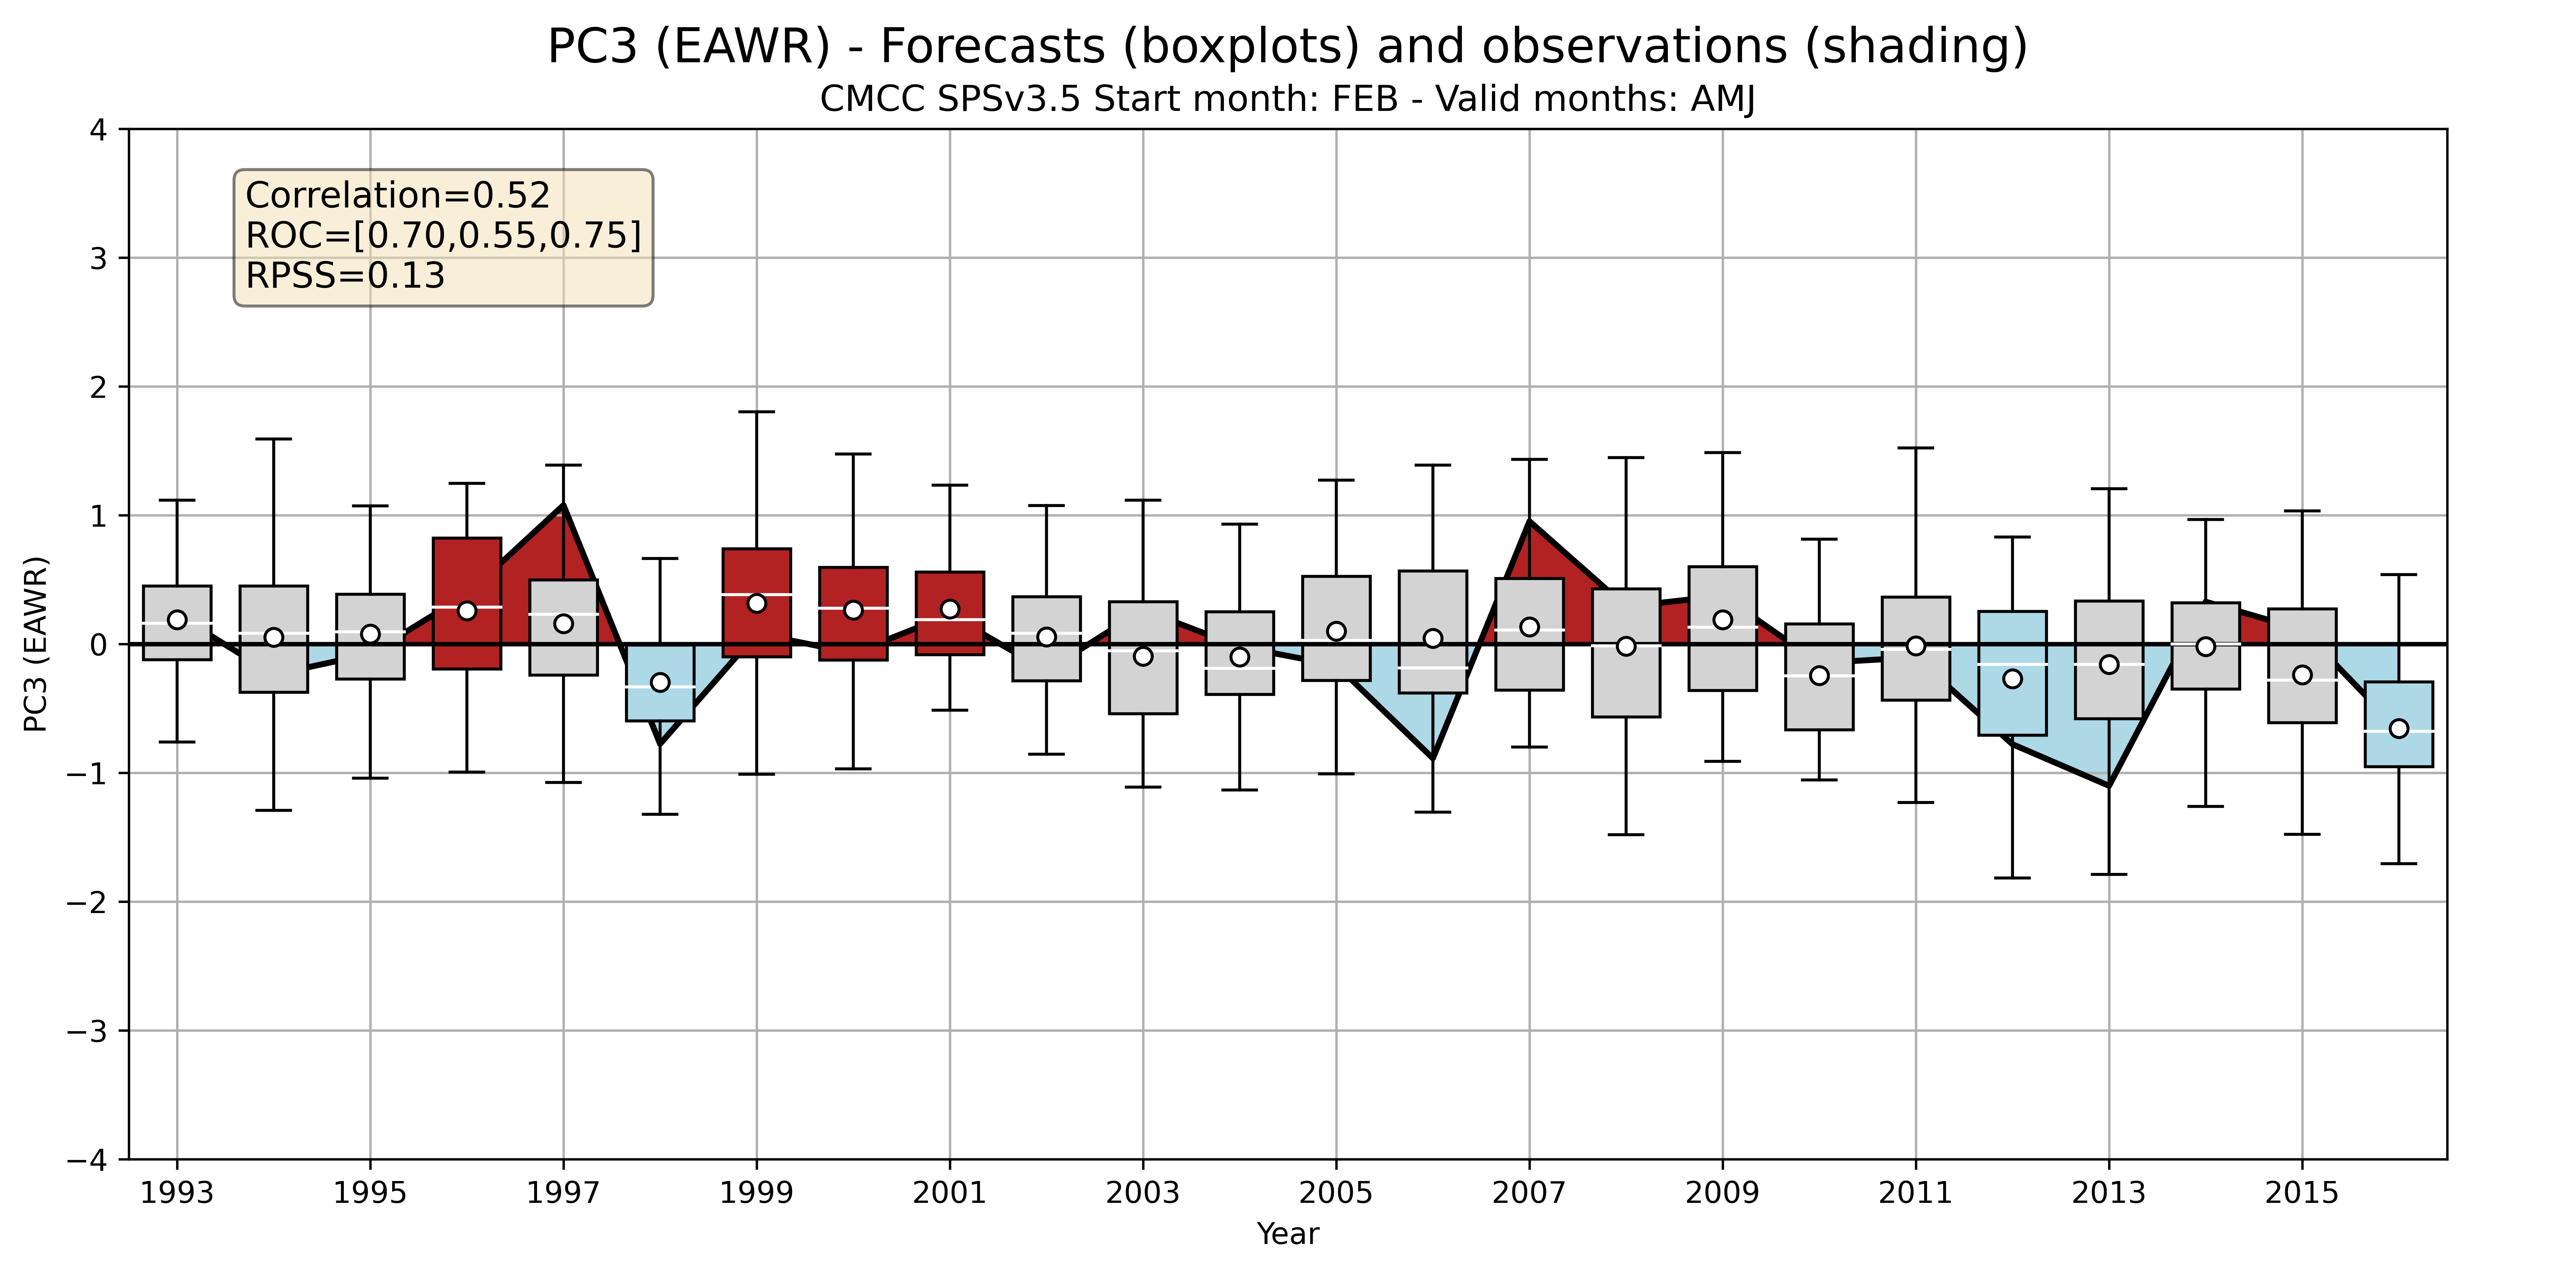 PC3 (EAWR) - Forecasts (boxplots) and observations (shading)
CMCC SPSv3.5 Start month: FEB - Valid months: AMJ
Correlation=0.52
ROC=[0.70,0.55,0.75]
RPSS=0.13
PC3 (EAWR)
4
3
2
1
0
−1
−2
−3
−4
1993 1995 1997 1999 2001 2003 2005 2007 2009 2011 2013 2015
Year